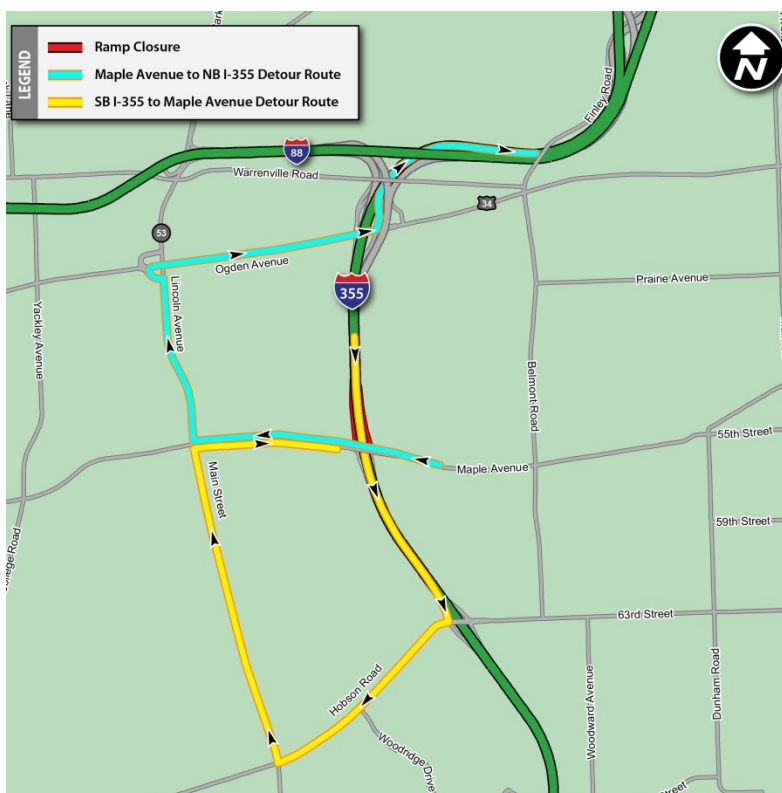 LEGEND
Ramp Closure
Maple Avenue to NB I-355 Detour Route
SB I-355 to Maple Avenue Detour Route
N
Finley Road
88
Warrenville Road
34
53
Ogden Avenue
Lincoln Avenue
355
Prairie Avenue
Yackley Avenue
Belmont Road
55th Street
Maple Avenue
Main Street
59th Street
63rd Street
Hobson Road
Woodridge Drive
Woodward Avenue
Dunham Road